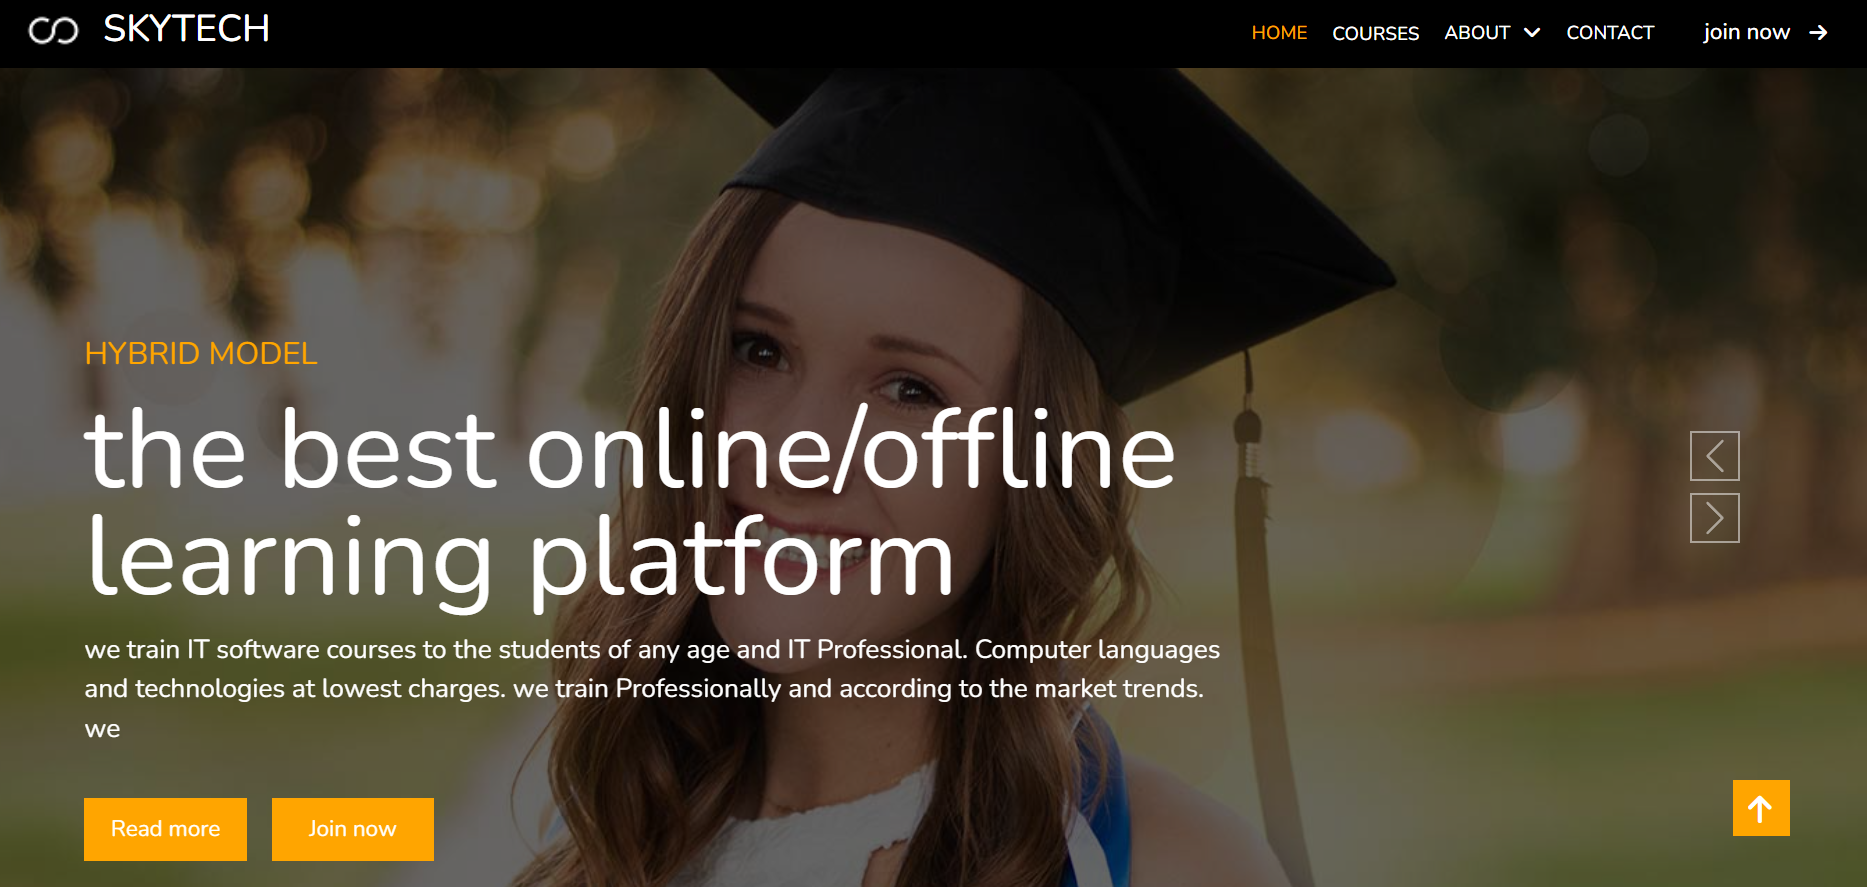 SKYTECH
HOME COURSES ABOUT CONTACT join now
HYBRID MODEL
the best online/offline
learning platform
we train IT software courses to the students of any age and IT Professional. Computer languages
and technologies at lowest charges. we train Professionally and according to the market trends.
we
Read more Join now